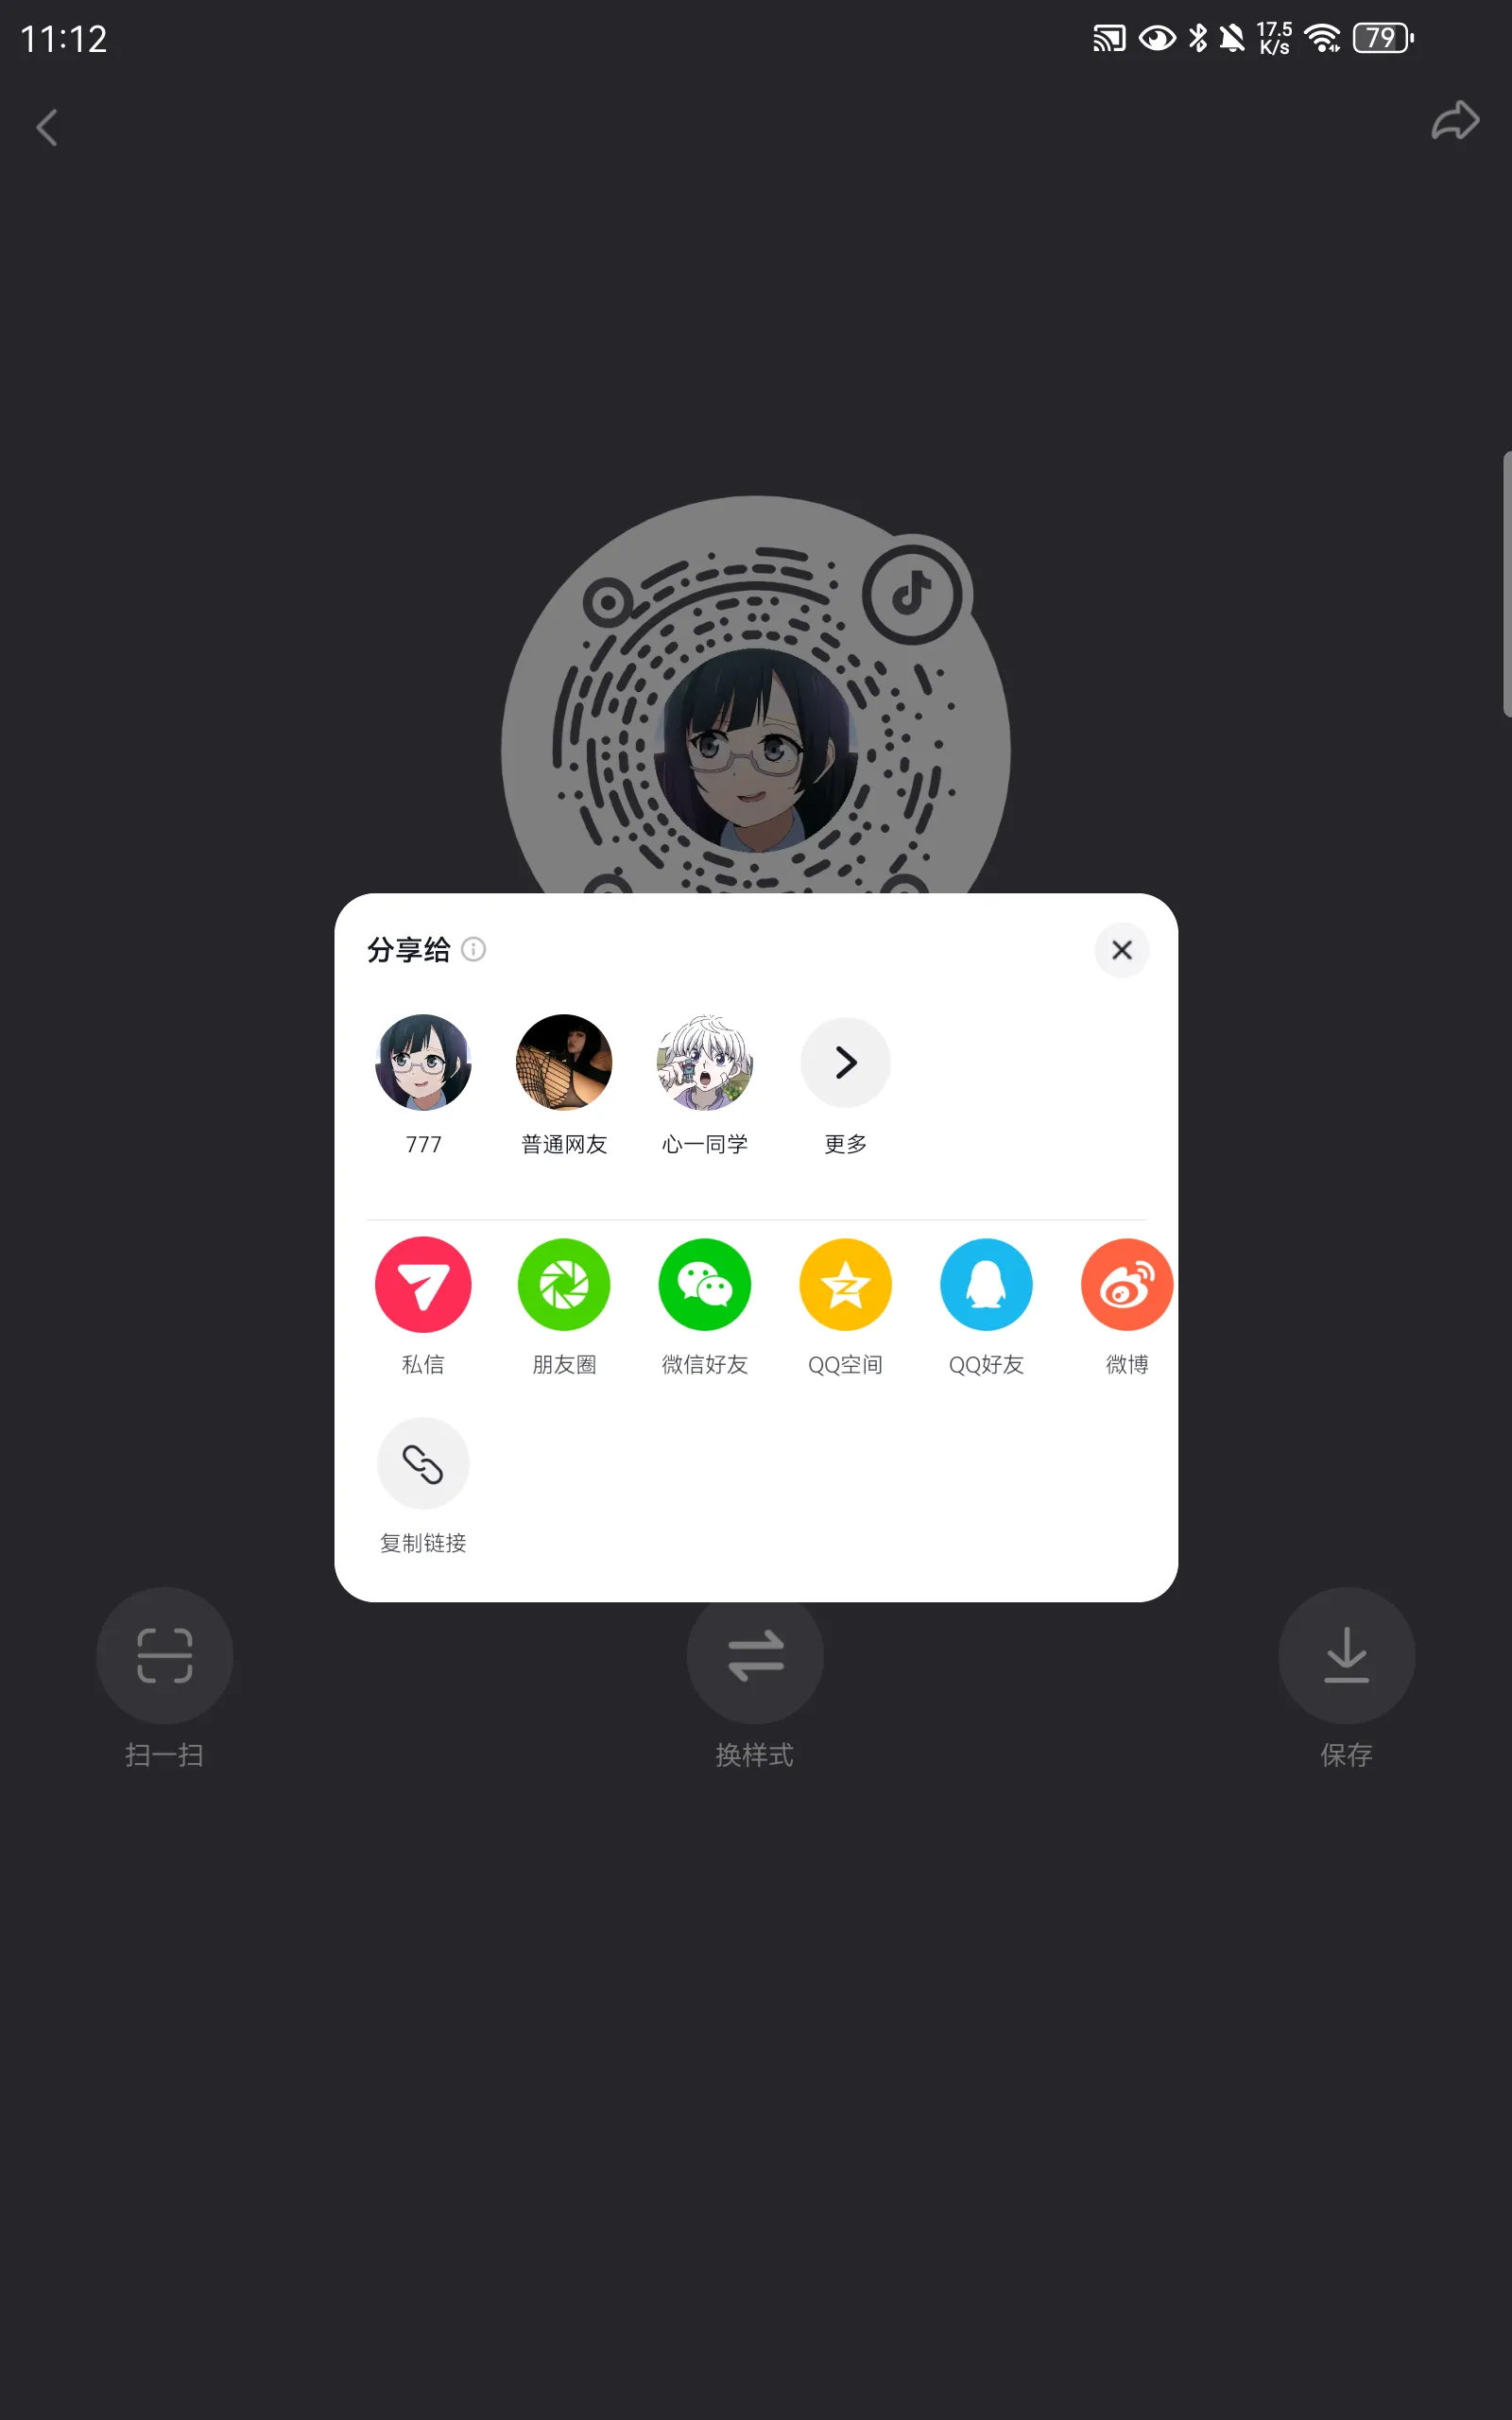 11:12
17.5
K/s
79
分享给
777
普通网友
心一同学
更多
私信
朋友圈
微信好友
QQ空间
QQ好友
微博
复制链接
扫一扫
换样式
保存